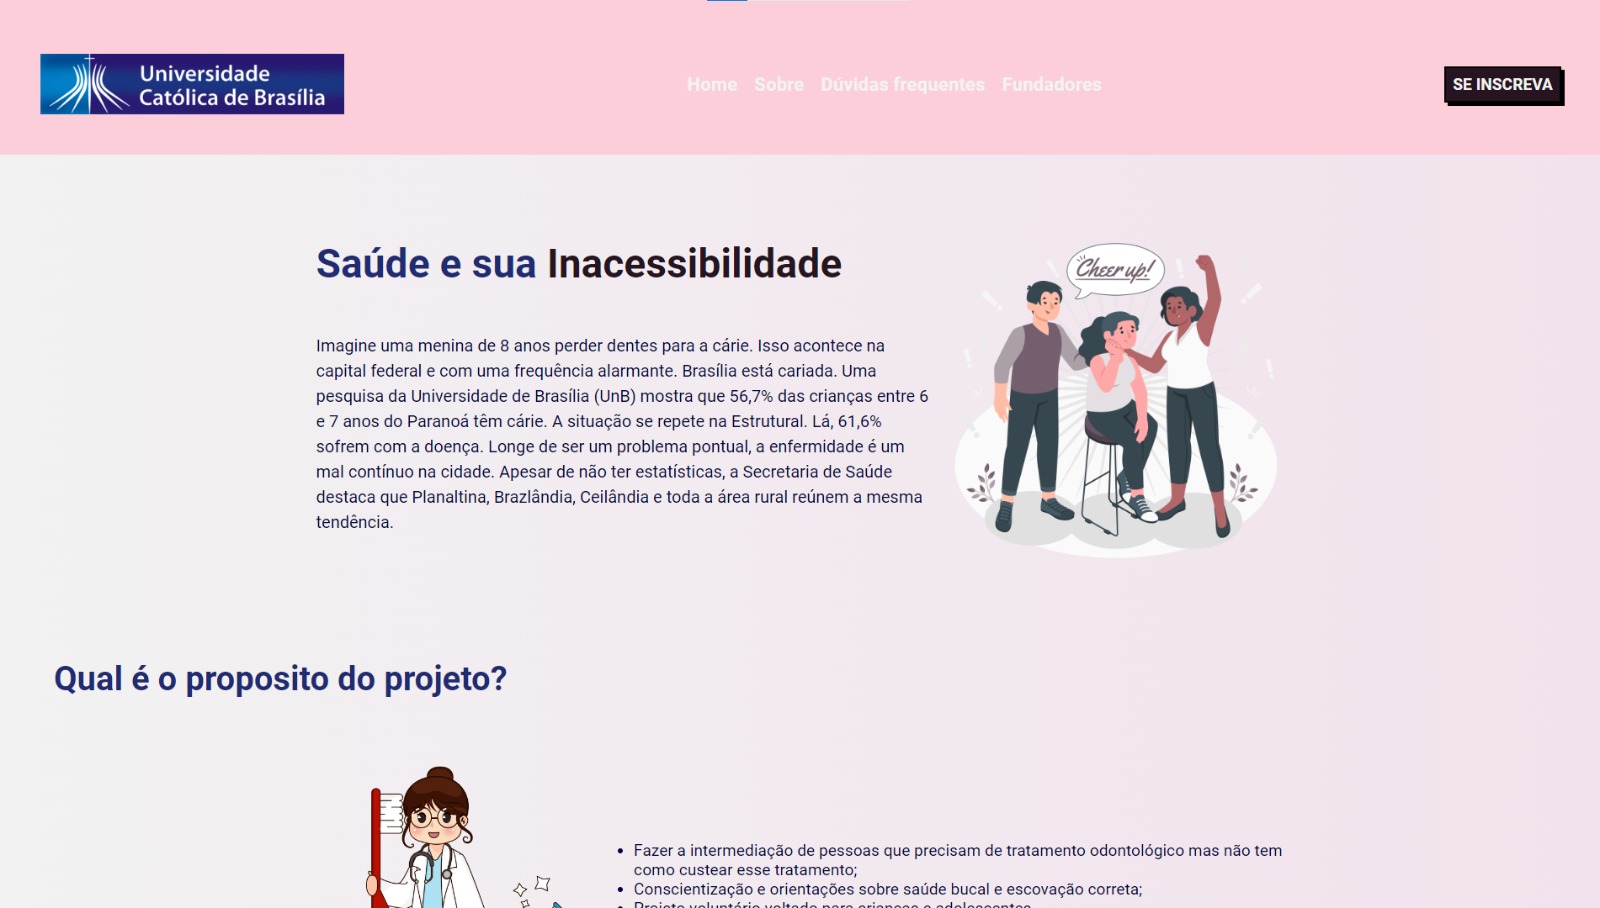 Universidade
Católica de Brasília
Home Sobre Dúvidas frequentes Fundadores
SE INSCREVA
Saúde e sua Inacessibilidade
Cheer up!
Imagine uma menina de 8 anos perder dentes para a cárie. Isso acontece na
capital federal e com uma frequência alarmante. Brasília está cariada. Uma
pesquisa da Universidade de Brasília (UnB) mostra que 56,7% das crianças entre 6
e 7 anos do Paranoá têm cárie. A situação se repete na Estrutural. Lá, 61,6%
sofrem com a doença. Longe de ser um problema pontual, a enfermidade é um
mal contínuo na cidade. Apesar de não ter estatísticas, a Secretaria de Saúde
destaca que Planaltina, Brazlândia, Ceilândia e toda a área rural reúnem a mesma
tendência.
Qual é o proposito do projeto?
Fazer a intermediação de pessoas que precisam de tratamento odontológico mas não tem
como custear esse tratamento;
Conscientização e orientações sobre saúde bucal e escovação correta;
Projeto voluntário voltado para crianças e adolescentes